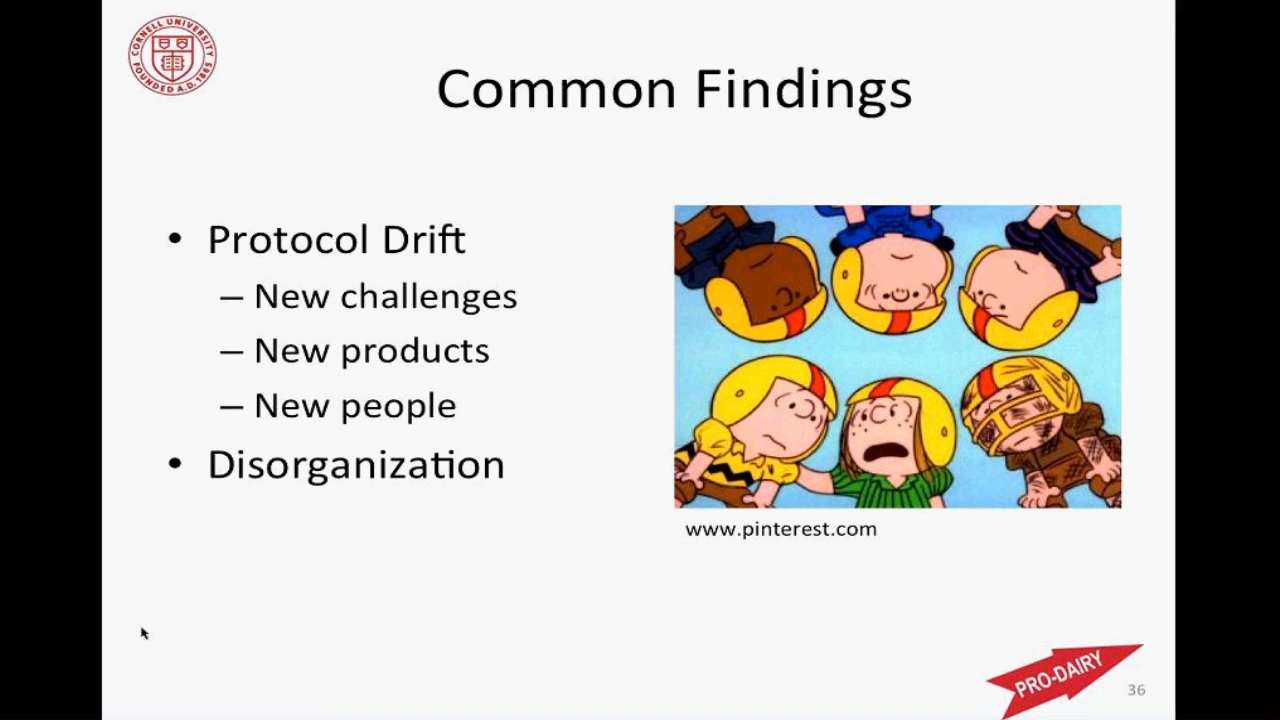 CORNELL UNIVERSITY
FOUNDED A.D. 1865
Common Findings
• Protocol Drift
– New challenges
– New products
– New people
• Disorganization
www.pinterest.com
PRO-DAIRY
36